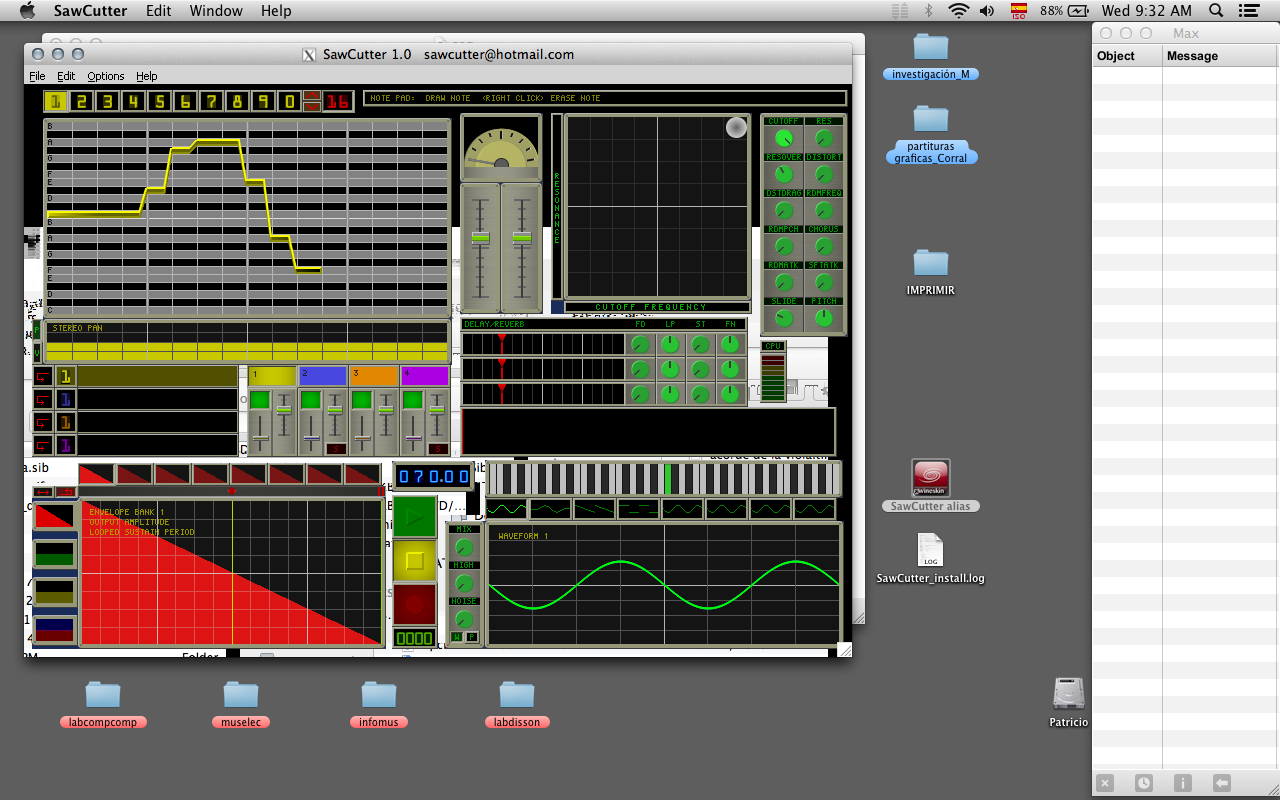 SawCutter Edit Window Help
ISO
88%
Wed 9:32 AM
SawCutter 1.0 sawcutter@hotmail.com
File Edit Options Help
1 2 3 4 5 6 7 8 9 0 16
NOTE PAD: DRAW NOTE <RIGHT CLICK> ERASE NOTE
B
A
G
F
E
D
B
A
G
F
E
D
C
RESONANCE
CUTOFF FREQUENCY
CUTOFF RES
RESOVER DISTORT
DSTDRAG RDMFREQ
RDMPCH CHORUS
RDMATK SFTATK
SLIDE PITCH
P
V
STEREO PAN
DELAY/REVERB FD LP ST FN
CPU
1
1
1
1
1 2 3 4
S S
a.sib
070.00
ENVELOPE BANK 1
OUTPUT AMPLITUDE
LOOPED SUSTAIN PERIOD
0000
MIX
HIGH
NOISE
W P
WAVEFORM 1
Folder
investigación_M
partituras
graficas_Corral
IMPRIMIR
Wineskin
SawCutter alias
LOG
SawCutter_install.log
labcompcomp
muselec
infomus
labdisson
Patricio
Max
Object Message